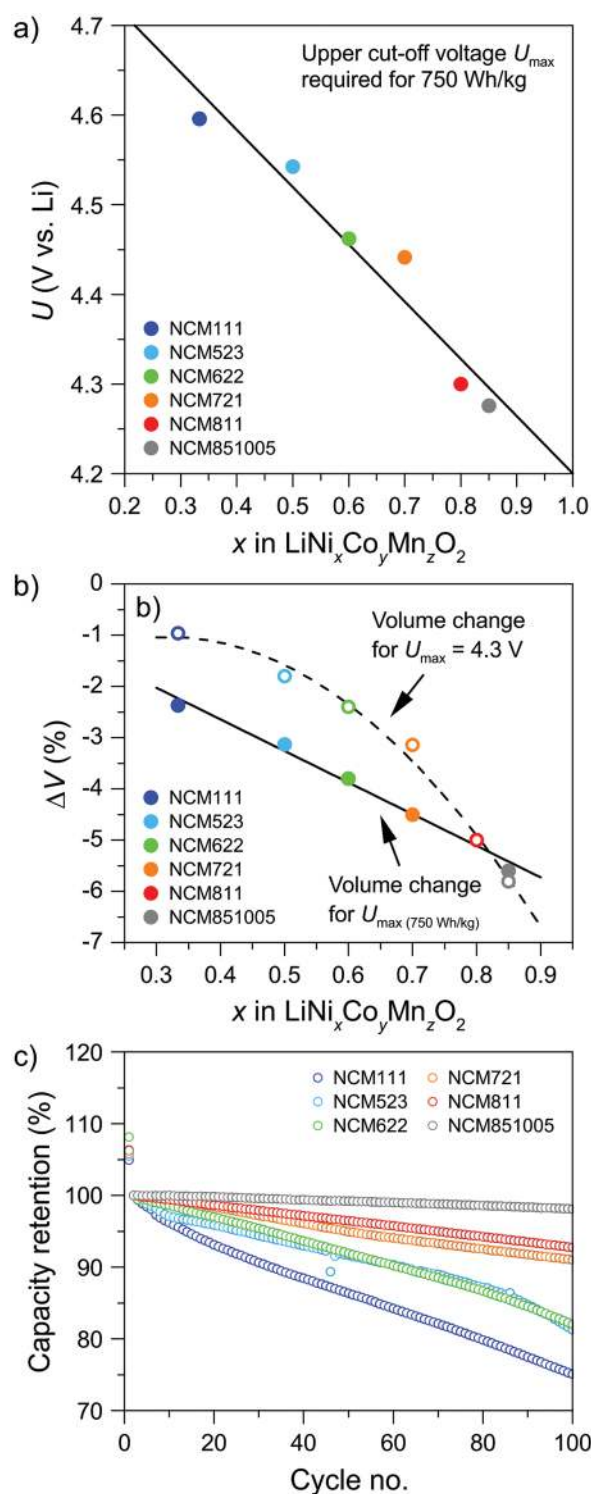 a)
4.7
4.6
4.5
4.4
4.3
4.2
U (V vs. Li)
Upper cut-off voltage Umax
required for 750 Wh/kg
NCM111
NCM523
NCM622
NCM721
NCM811
NCM851005
0.2 0.3 0.4 0.5 0.6 0.7 0.8 0.9 1.0
x in LiNixCoyMnzO2
b)
b)
0
-1
-2
-3
-4
-5
-6
-7
ΔV (%)
Volume change
for Umax = 4.3 V
NCM111
NCM523
NCM622
NCM721
NCM811
NCM851005
Volume change
for Umax (750 Wh/kg)
0.3 0.4 0.5 0.6 0.7 0.8 0.9
x in LiNixCoyMnzO2
c)
120
110
100
90
80
70
Capacity retention (%)
NCM111 NCM721
NCM523 NCM811
NCM622 NCM851005
0 20 40 60 80 100
Cycle no.